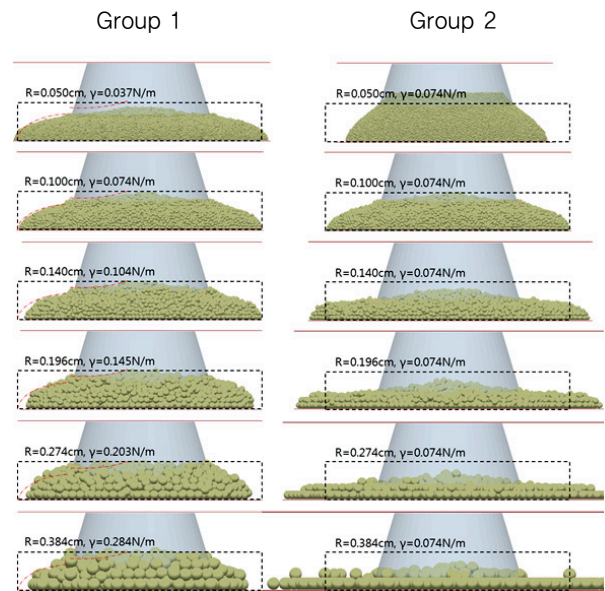 Group 1
Group 2
R=0.050cm, γ=0.037N/m
R=0.050cm, γ=0.074N/m
R=0.100cm, γ=0.074N/m
R=0.100cm, γ=0.074N/m
R=0.140cm, γ=0.104N/m
R=0.140cm, γ=0.074N/m
R=0.196cm, γ=0.145N/m
R=0.196cm, γ=0.074N/m
R=0.274cm, γ=0.203N/m
R=0.274cm, γ=0.074N/m
R=0.384cm, γ=0.284N/m
R=0.384cm, γ=0.074N/m